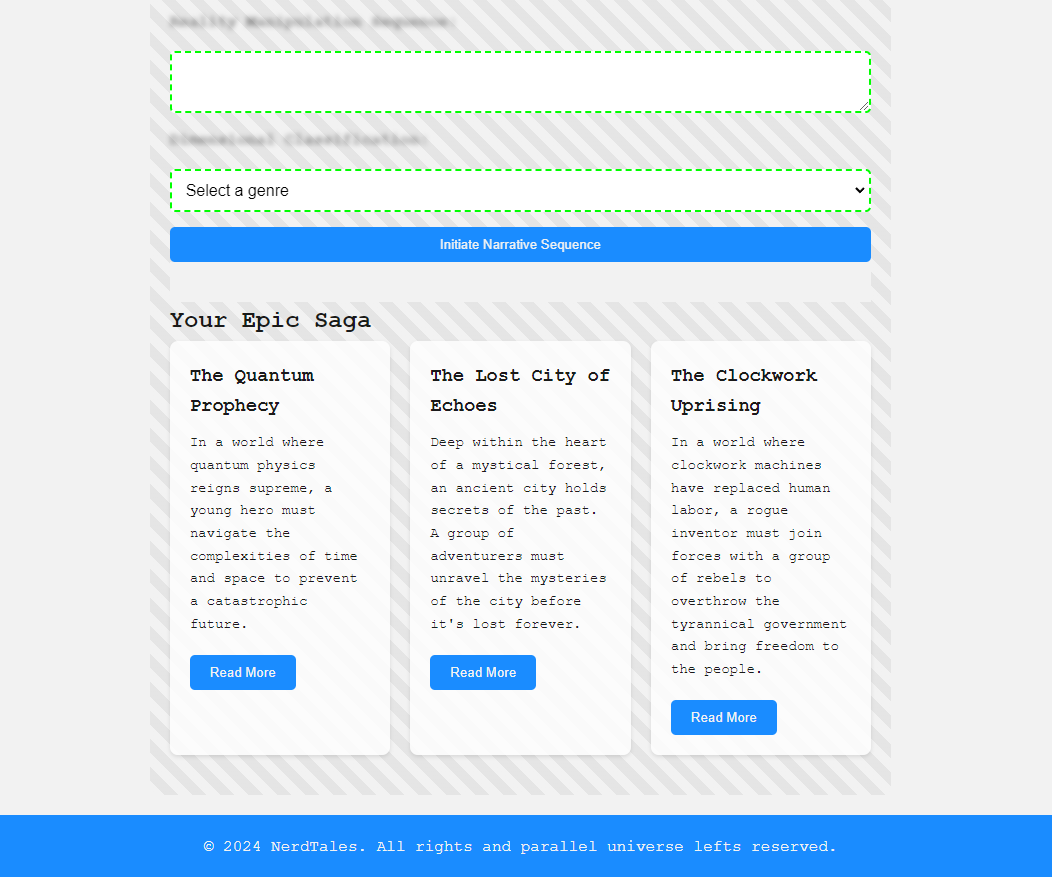 Reality Manipulation Sequence:
Dimensional Classification:
Select a genre
Initiate Narrative Sequence
Your Epic Saga
The Quantum
Prophecy
In a world where
quantum physics
reigns supreme, a
young hero must
navigate the
complexities of time
and space to prevent
a catastrophic
future.
Read More
The Lost City of
Echoes
Deep within the heart
of a mystical forest,
an ancient city holds
secrets of the past.
A group of
adventurers must
unravel the mysteries
of the city before
it's lost forever.
Read More
The Clockwork
Uprising
In a world where
clockwork machines
have replaced human
labor, a rogue
inventor must join
forces with a group
of rebels to
overthrow the
tyrannical government
and bring freedom to
the people.
Read More
© 2024 NerdTales. All rights and parallel universe lefts reserved.